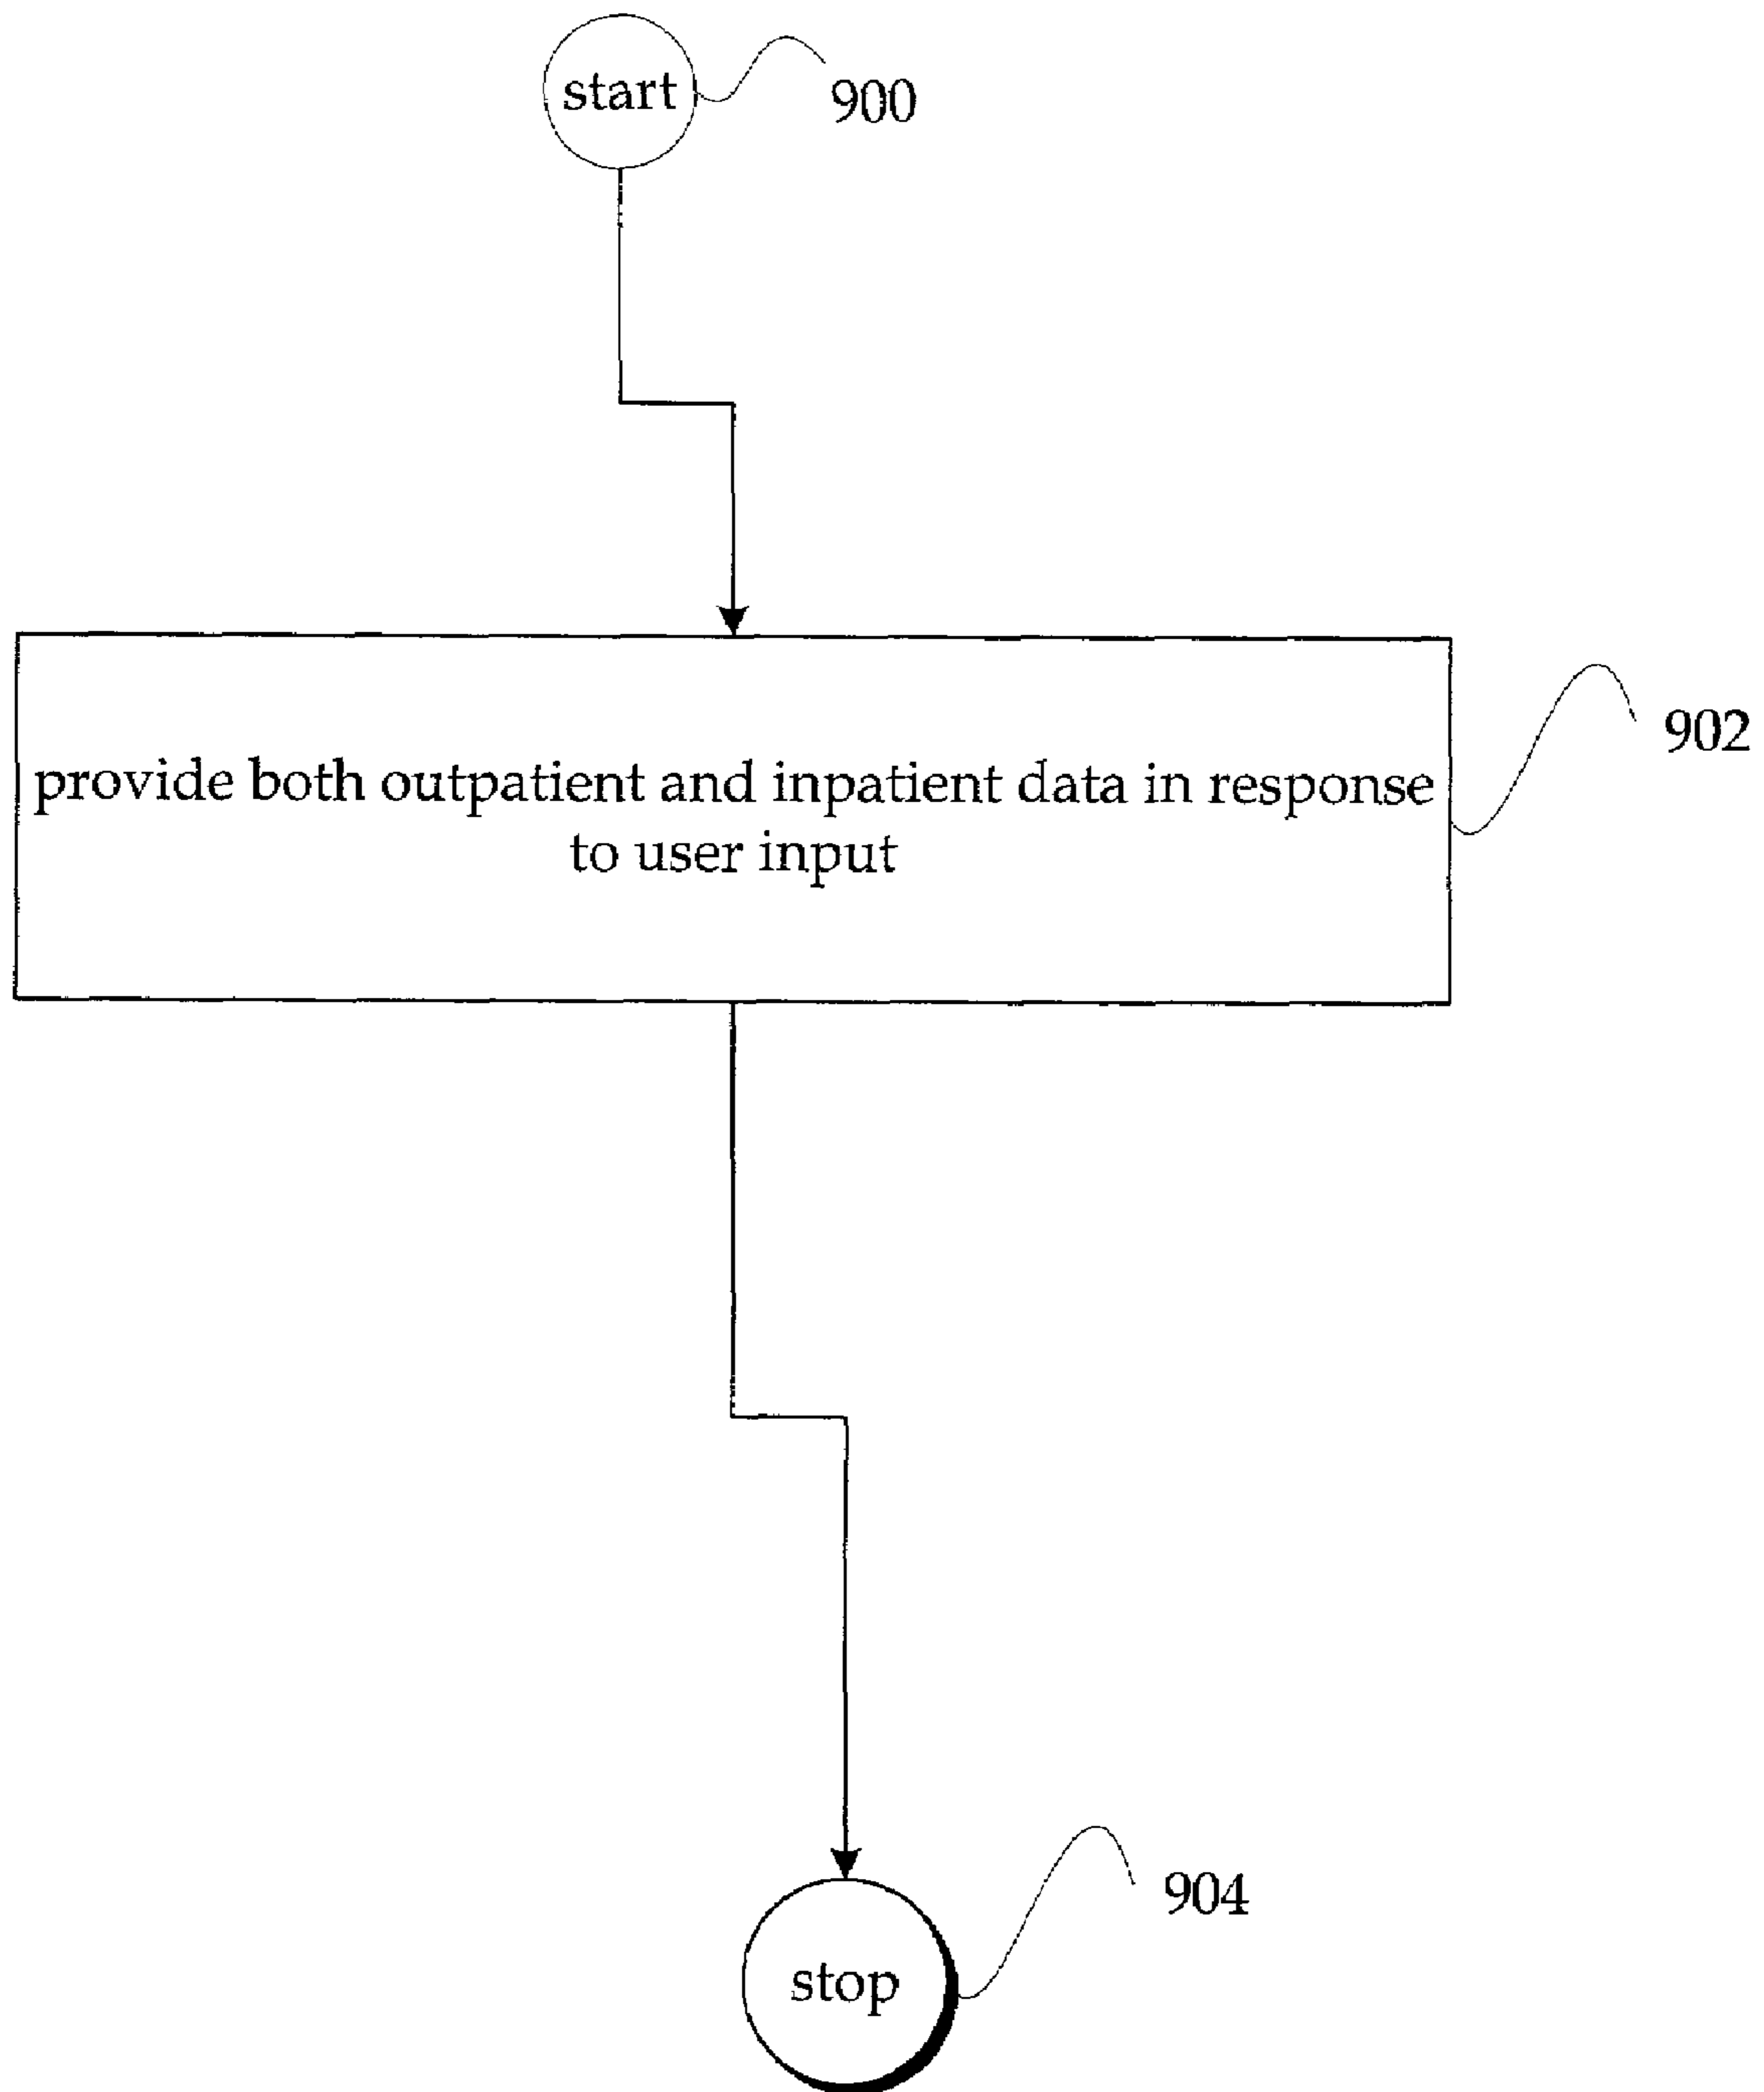 start
900
902
provide both outpatient and inpatient data in response
to user input
904
stop